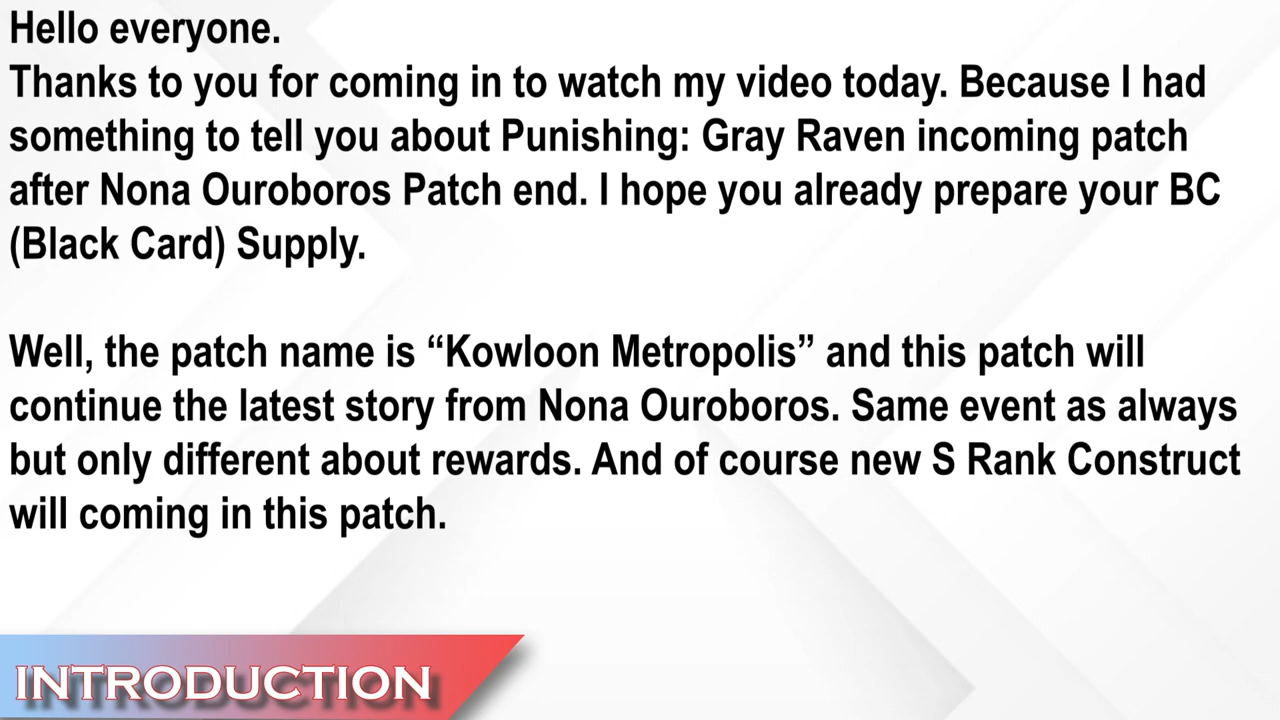 Hello everyone.
Thanks to you for coming in to watch my video today. Because I had
something to tell you about Punishing: Gray Raven incoming patch
after Nona Ouroboros Patch end. I hope you already prepare your BC
(Black Card) Supply.
Well, the patch name is “Kowloon Metropolis” and this patch will
continue the latest story from Nona Ouroboros. Same event as always
but only different about rewards. And of course new S Rank Construct
will coming in this patch.
INTRODUCTION